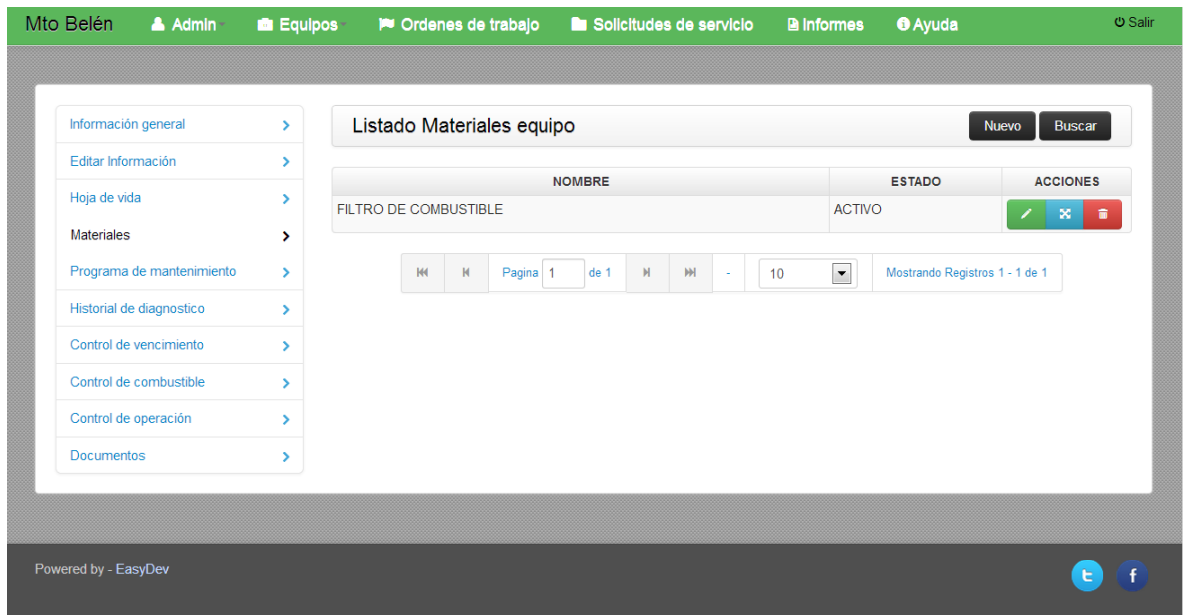 Mto Belén Admin Equipos Ordenes de trabajo Solicitudes de servicio Informes Ayuda Salir
Información general
Editar Información
Hoja de vida
Materiales
Programa de mantenimiento
Historial de diagnostico
Control de vencimiento
Control de combustible
Control de operación
Documentos
Listado Materiales equipo
Nuevo Buscar
NOMBRE ESTADO ACCIONES
FILTRO DE COMBUSTIBLE ACTIVO
Pagina 1 de 1 - 10 Mostrando Registros 1 - 1 de 1
Powered by - EasyDev